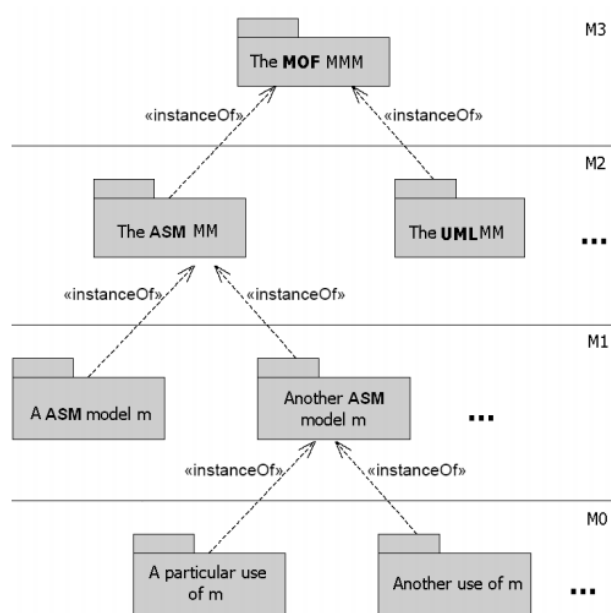 M3
The MOF MMM
«instanceOf»
«instanceOf»
M2
The ASM MM
The UML MM
...
«instanceOf»
«instanceOf»
M1
A ASM model m
Another ASM
model m
...
«instanceOf»
«instanceOf»
M0
A particular use
of m
Another use of m
...